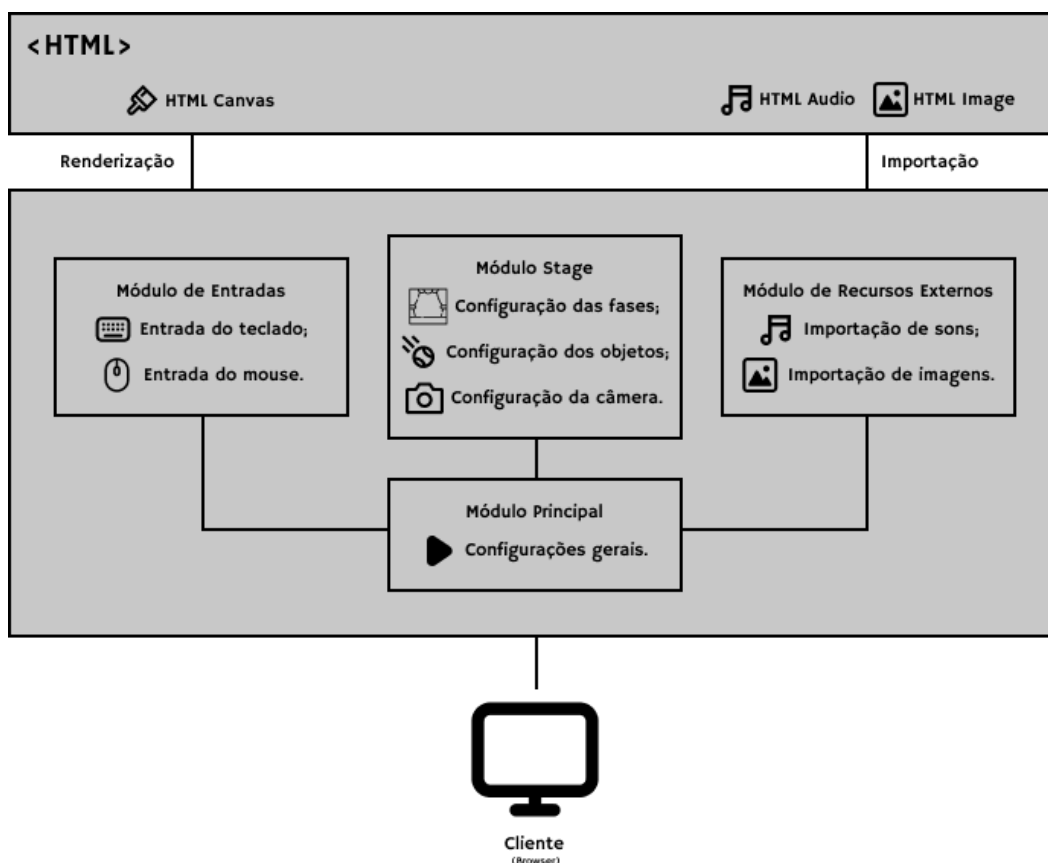 <HTML>
HTML Canvas
HTML Audio
HTML Image
Renderização
Importação
Módulo de Entradas
Entrada do teclado;
Entrada do mouse.
Módulo Stage
Configuração das fases;
Configuração dos objetos;
Configuração da câmera.
Módulo de Recursos Externos
Importação de sons;
Importação de imagens.
Módulo Principal
Configurações gerais.
Cliente
(Browser)